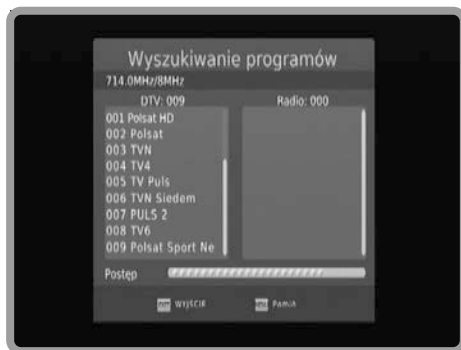 Wyszukiwanie programów
714.0MHz/8MHz
DTV: 009
Radio: 000
001 Polsat HD
002 Polsat
003 TVN
004 TV4
005 TV Puls
006 TVN Siedem
007 PULS 2
008 TV6
009 Polsat Sport Ne
Postęp
WYJŚCIE
Pomiń